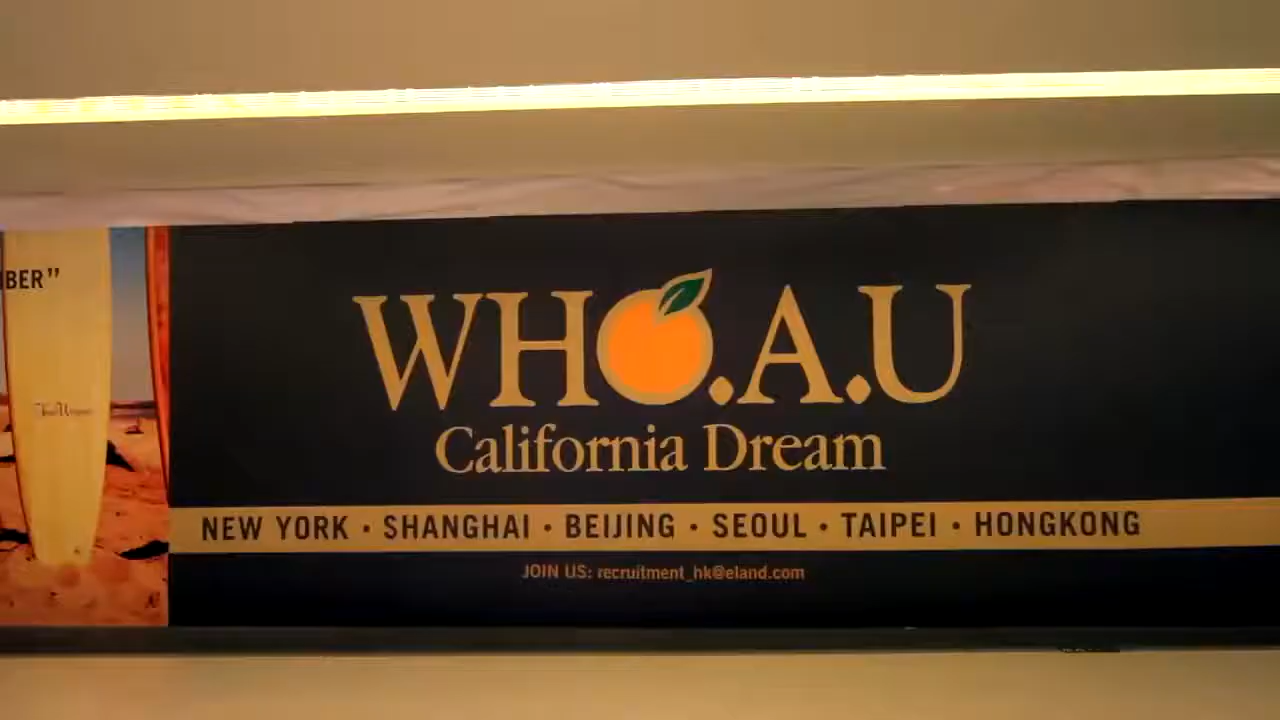 BER”
WHO.A.U
California Dream
NEW YORK · SHANGHAI · BEIJING · SEOUL · TAIPEI · HONGKONG
JOIN US: recruitment_hk@eland.com